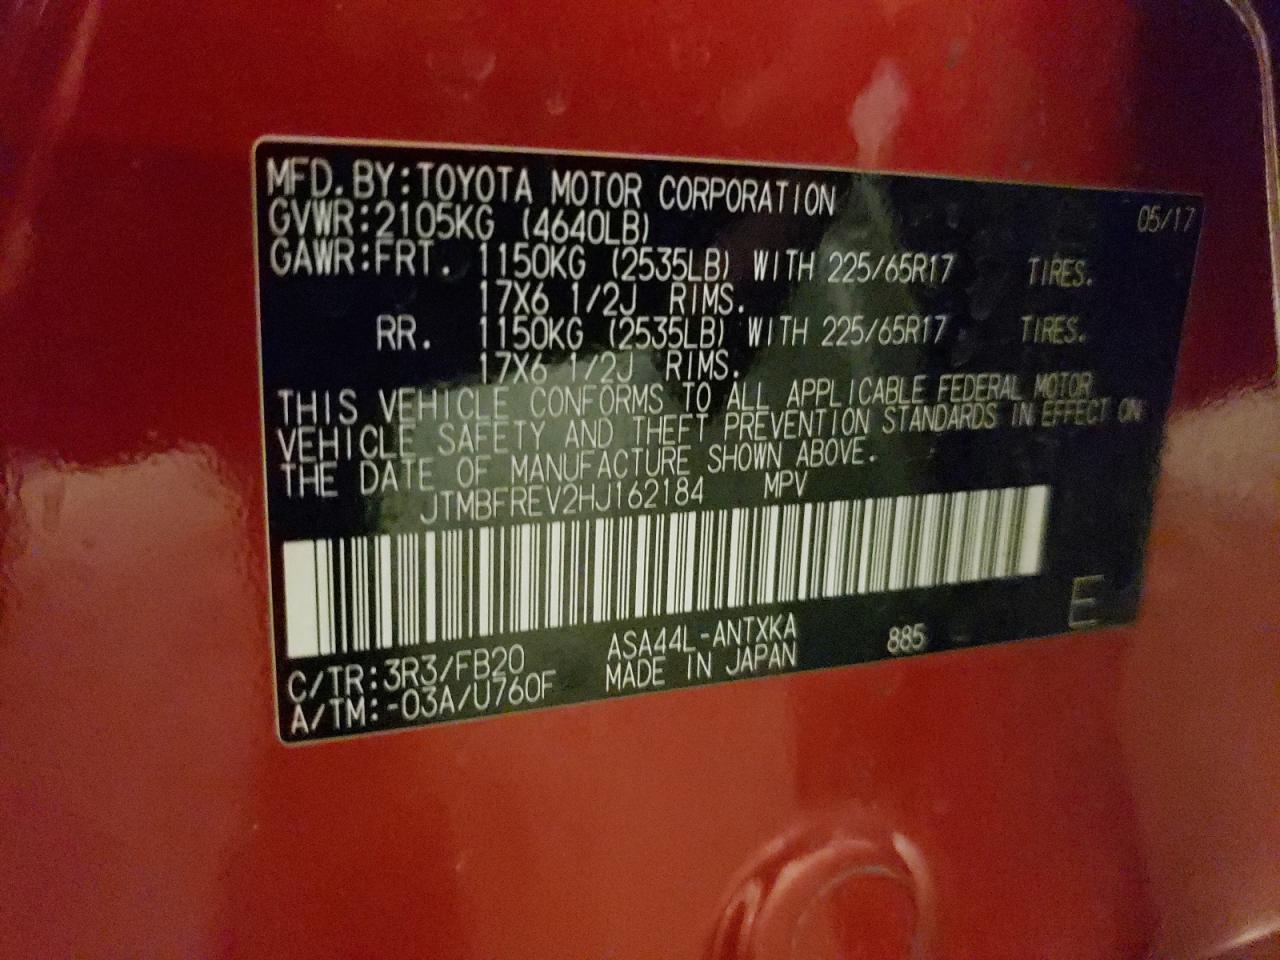 MFD. BY: TOYOTA MOTOR CORPORATION 05/17
GVWR: 2105KG (4640LB)
GAWR: FRT. 1150KG (2535LB) WITH 225/65R17 TIRES.
17X6 1/2J RIMS.
RR. 1150KG (2535LB) WITH 225/65R17 TIRES.
17X6 1/2J RIMS.
THIS VEHICLE CONFORMS TO ALL APPLICABLE FEDERAL MOTOR
VEHICLE SAFETY AND THEFT PREVENTION STANDARDS IN EFFECT ON
THE DATE OF MANUFACTURE SHOWN ABOVE.
JTMBFREV2HJ162184 MPV
C/TR: 3R3/FB20 ASA44L-ANTXKA 885 E
A/TM: -03A/U760F MADE IN JAPAN